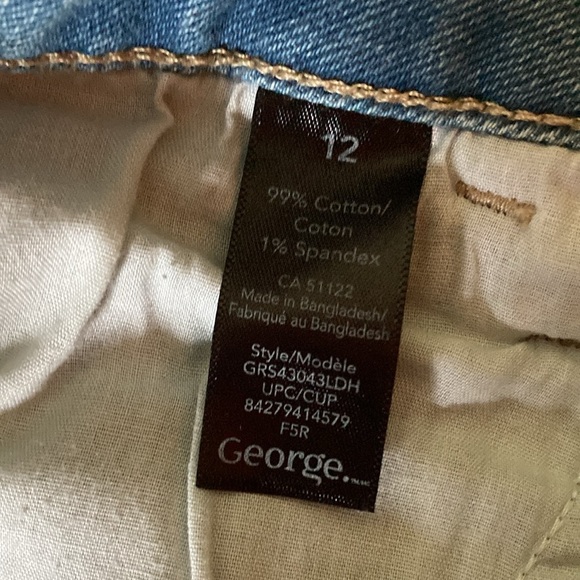 12
99% Cotton/
Coton
1% Spandex
CA 51122
Made in Bangladesh/
Fabriqué au Bangladesh
Style/Modèle
GRS43043LDH
UPC/CUP
84279414579
F5R
George.